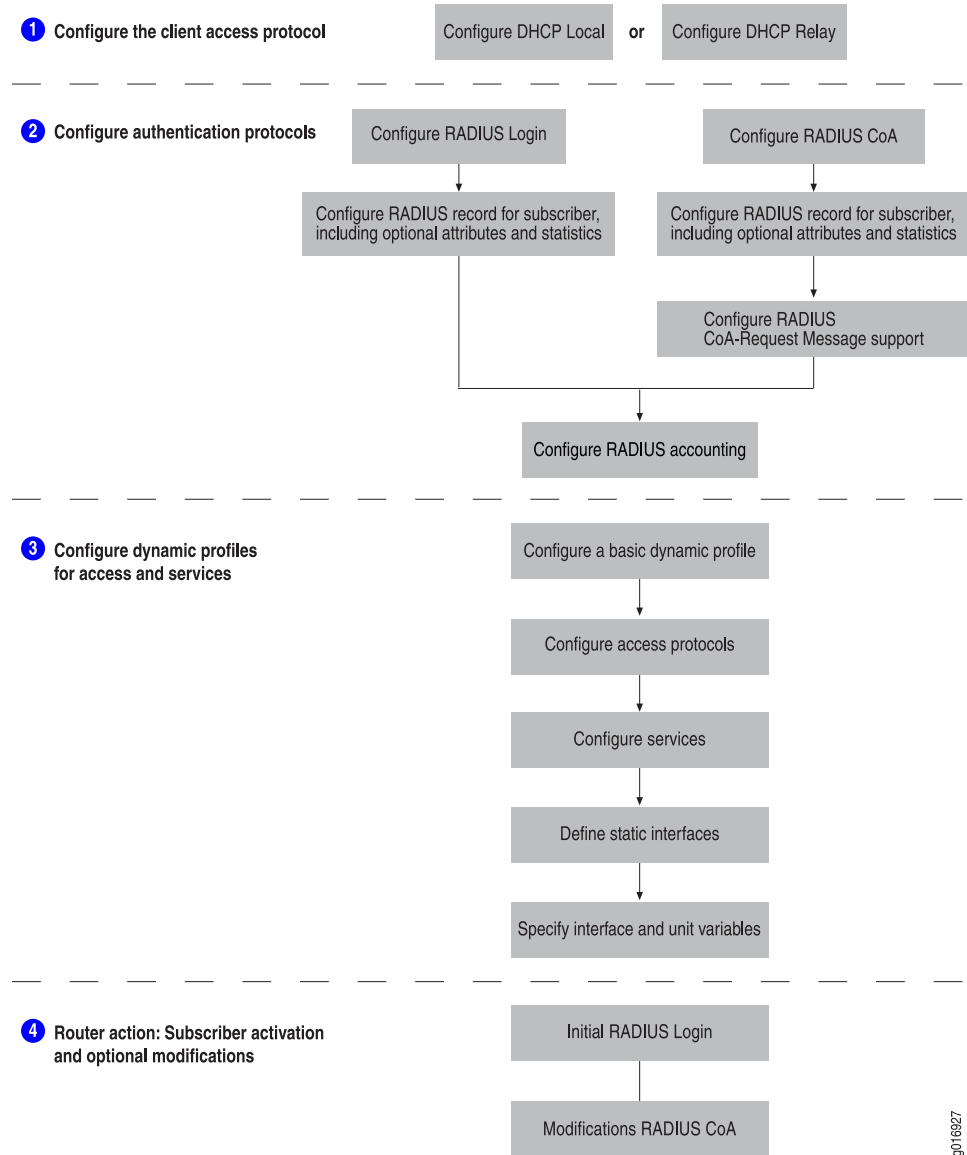 1 Configure the client access protocol
Configure DHCP Local
or
Configure DHCP Relay
2 Configure authentication protocols
Configure RADIUS Login
Configure RADIUS CoA
Configure RADIUS record for subscriber,
including optional attributes and statistics
Configure RADIUS record for subscriber,
including optional attributes and statistics
Configure RADIUS
CoA-Request Message support
Configure RADIUS accounting
3 Configure dynamic profiles
for access and services
Configure a basic dynamic profile
Configure access protocols
Configure services
Define static interfaces
Specify interface and unit variables
4 Router action: Subscriber activation
and optional modifications
Initial RADIUS Login
Modifications RADIUS CoA
g016927